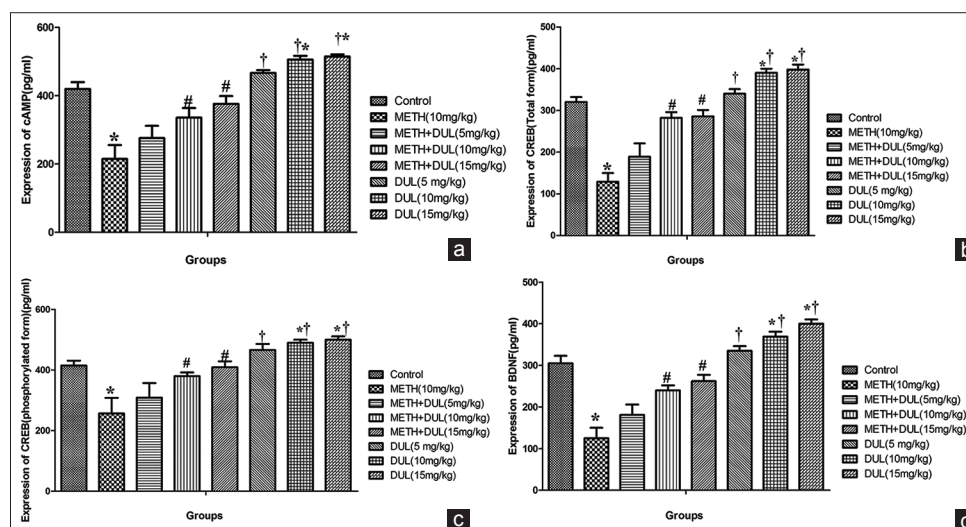 600
400
200
0
Expression of cAMP(pg/ml)
*
#
#
†
†*
†*
Groups
Control
METH(10mg/kg)
METH+DUL(5mg/kg)
METH+DUL(10mg/kg)
METH+DUL(15mg/kg)
DUL(5 mg/kg)
DUL(10mg/kg)
DUL(15mg/kg)
a
500
400
300
200
100
0
Expression of CREB(Total form)(pg/ml)
*
#
#
†
*†
*†
Groups
Control
METH(10mg/kg)
METH+DUL(5mg/kg)
METH+DUL(10mg/kg)
METH+DUL(15mg/kg)
DUL(5 mg/kg)
DUL(10mg/kg)
DUL(15mg/kg)
b
600
400
200
0
Expression of CREB(phosphorylated form)(pg/ml)
*
#
#
†
*†
*†
Groups
Control
METH(10mg/kg)
METH+DUL(5mg/kg)
METH+DUL(10mg/kg)
METH+DUL(15mg/kg)
DUL(5 mg/kg)
DUL(10mg/kg)
DUL(15mg/kg)
c
500
400
300
200
100
0
Expression of BDNF(pg/ml)
*
#
#
†
*†
*†
Groups
Control
METH(10mg/kg)
METH+DUL(5mg/kg)
METH+DUL(10mg/kg)
METH+DUL(15mg/kg)
DUL(5 mg/kg)
DUL(10mg/kg)
DUL(15mg/kg)
d